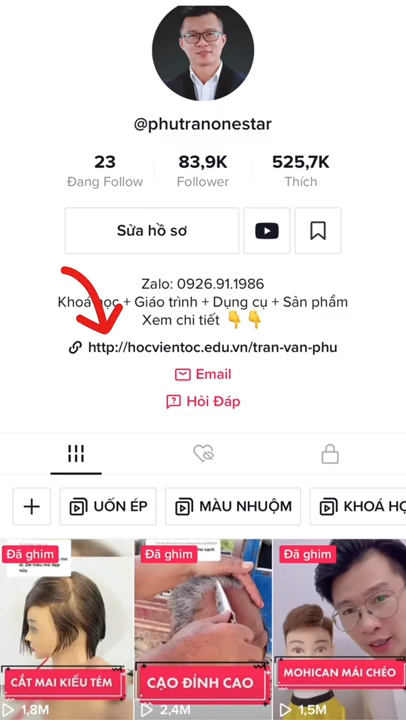 @phutranonestar
23 83,9K 525,7K
Đang Follow Follower Thích
Sửa hồ sơ
Zalo: 0926.91.1986
Khoá học + Giáo trình + Dụng cụ + Sản phẩm
Xem chi tiết 👇👇
http://hocvientoc.edu.vn/tran-van-phu
Email
Hỏi Đáp
UỐN ÉP MÀU NHUỘM KHOÁ HỌ
Đã ghim Đã ghim Đã ghim
CẮT MAI KIỂU TÉM
CẠO ĐỈNH CAO
MOHICAN MÁI CHÉO
1,8M 2,4M 1,5M